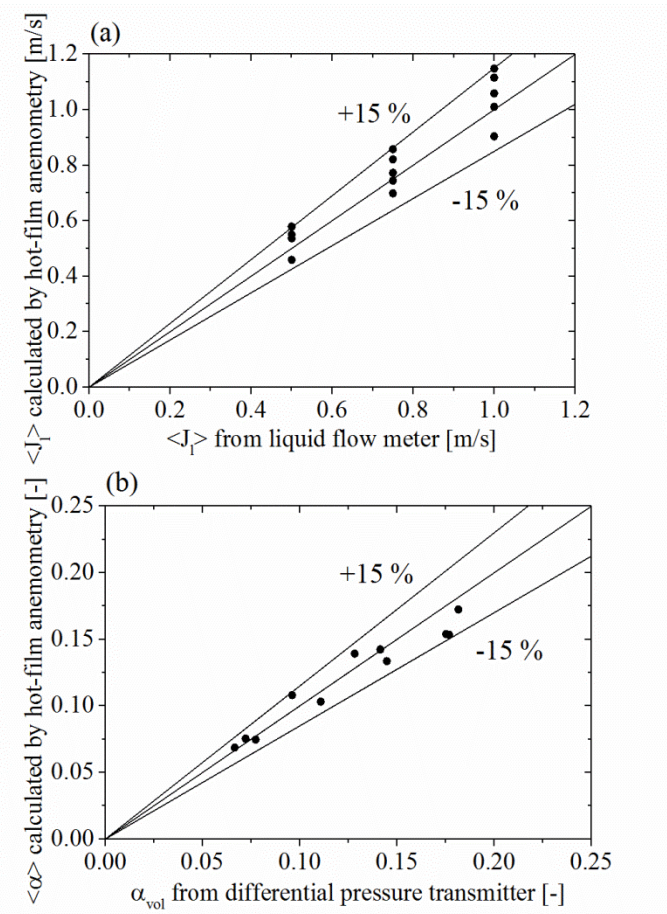 (a)
<J_l> calculated by hot-film anemometry [m/s]
1.2
1.0
0.8
0.6
0.4
0.2
0.0
+15 %
-15 %
0.0 0.2 0.4 0.6 0.8 1.0 1.2
<J_l> from liquid flow meter [m/s]
(b)
<α> calculated by hot-film anemometry [-]
0.25
0.20
0.15
0.10
0.05
0.00
+15 %
-15 %
0.00 0.05 0.10 0.15 0.20 0.25
α_vol from differential pressure transmitter [-]